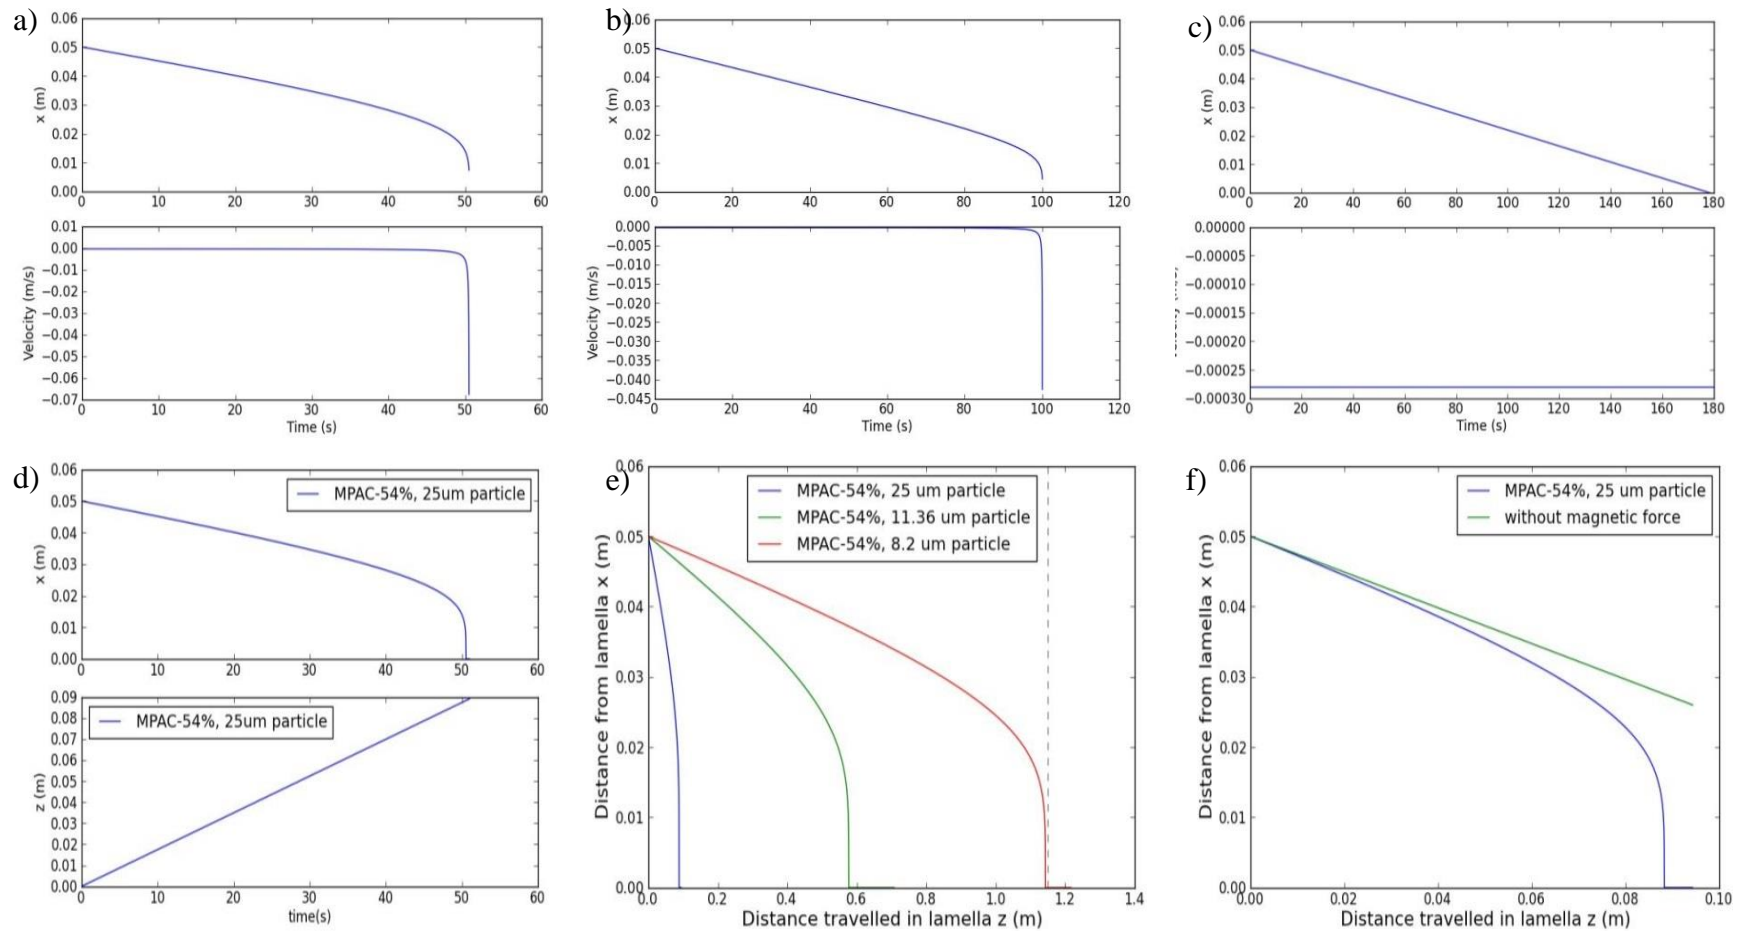 a)
0.06
0.05
0.04
0.03
0.02
0.01
0.00
x (m)
0 10 20 30 40 50 60
0.01
0.00
−0.01
−0.02
−0.03
−0.04
−0.05
−0.06
−0.07
Velocity (m/s)
0 10 20 30 40 50 60
Time (s)
b)
0.06
0.05
0.04
0.03
0.02
0.01
0.00
x (m)
0 20 40 60 80 100 120
0.000
−0.005
−0.010
−0.015
−0.020
−0.025
−0.030
−0.035
−0.040
−0.045
Velocity (m/s)
0 20 40 60 80 100 120
Time (s)
c)
0.06
0.05
0.04
0.03
0.02
0.01
0.00
x (m)
0 20 40 60 80 100 120 140 160 180
0.00000
−0.00005
−0.00010
−0.00015
−0.00020
−0.00025
−0.00030
0 20 40 60 80 100 120 140 160 180
Time (s)
d)
0.06
0.05
0.04
0.03
0.02
0.01
0.00
x (m)
MPAC-54%, 25um particle
0 10 20 30 40 50 60
0.09
0.08
0.07
0.06
0.05
0.04
0.03
0.02
0.01
0.00
z (m)
MPAC-54%, 25um particle
0 10 20 30 40 50 60
time(s)
e)
0.06
0.05
0.04
0.03
0.02
0.01
0.00
Distance from lamella x (m)
MPAC-54%, 25 um particle
MPAC-54%, 11.36 um particle
MPAC-54%, 8.2 um particle
0.0 0.2 0.4 0.6 0.8 1.0 1.2 1.4
Distance travelled in lamella z (m)
f)
0.06
0.05
0.04
0.03
0.02
0.01
0.00
Distance from lamella x (m)
MPAC-54%, 25 um particle
without magnetic force
0.00 0.02 0.04 0.06 0.08 0.10
Distance travelled in lamella z (m)